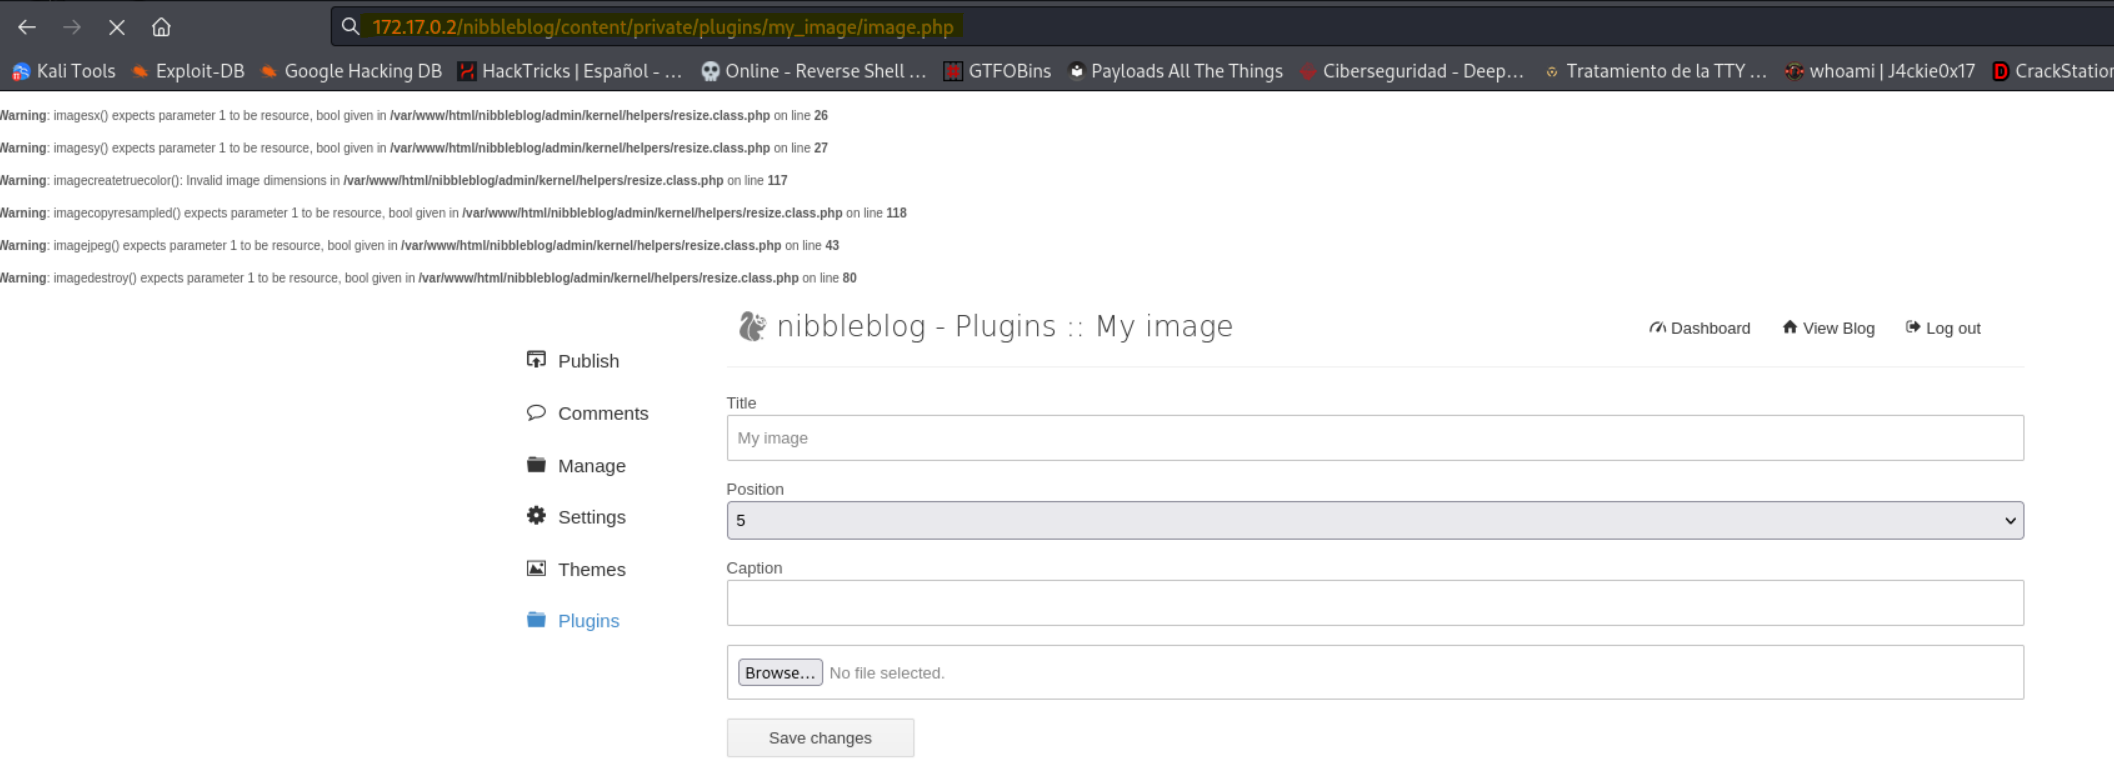 172.17.0.2/nibbleblog/content/private/plugins/my_image/image.php
Kali Tools Exploit-DB Google Hacking DB HackTricks | Español - ... Online - Reverse Shell ... GTFOBins Payloads All The Things Ciberseguridad - Deep... Tratamiento de la TTY ... whoami | J4ckie0x17 CrackStation
Warning: imagesx() expects parameter 1 to be resource, bool given in /var/www/html/nibbleblog/admin/kernel/helpers/resize.class.php on line 26
Warning: imagesy() expects parameter 1 to be resource, bool given in /var/www/html/nibbleblog/admin/kernel/helpers/resize.class.php on line 27
Warning: imagecreatetruecolor(): Invalid image dimensions in /var/www/html/nibbleblog/admin/kernel/helpers/resize.class.php on line 117
Warning: imagecopyresampled() expects parameter 1 to be resource, bool given in /var/www/html/nibbleblog/admin/kernel/helpers/resize.class.php on line 118
Warning: imagejpeg() expects parameter 1 to be resource, bool given in /var/www/html/nibbleblog/admin/kernel/helpers/resize.class.php on line 43
Warning: imagedestroy() expects parameter 1 to be resource, bool given in /var/www/html/nibbleblog/admin/kernel/helpers/resize.class.php on line 80
nibbleblog - Plugins :: My image
Dashboard View Blog Log out
Publish
Comments
Manage
Settings
Themes
Plugins
Title
My image
Position
5
Caption
Browse... No file selected.
Save changes